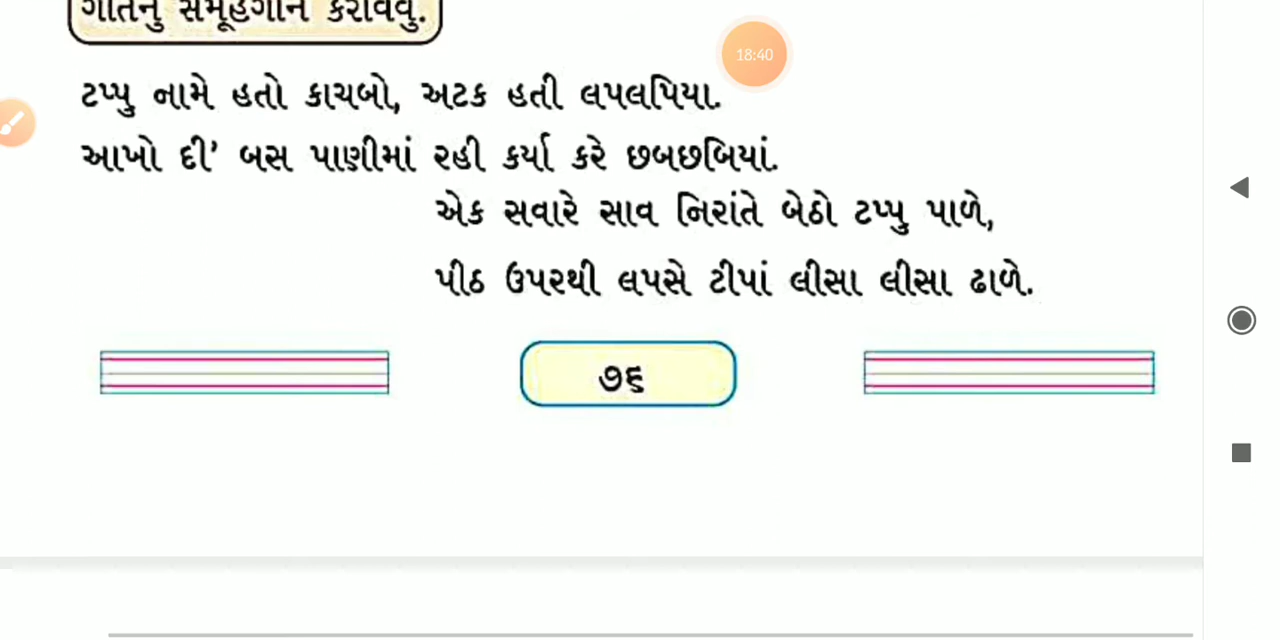 ગીતનું સમૂહગાન કરાવવું.
18:40
ટપ્પુ નામે હતો કાચબો, અટક હતી લપલપિયા.
આખો દી' બસ પાણીમાં રહી કર્યા કરે છબછબિયાં.
એક સવારે સાવ નિરાંતે બેઠો ટપ્પુ પાળે,
પીઠ ઉપરથી લપસે ટીપાં લીસા લીસા ઢાળે.
૭૬